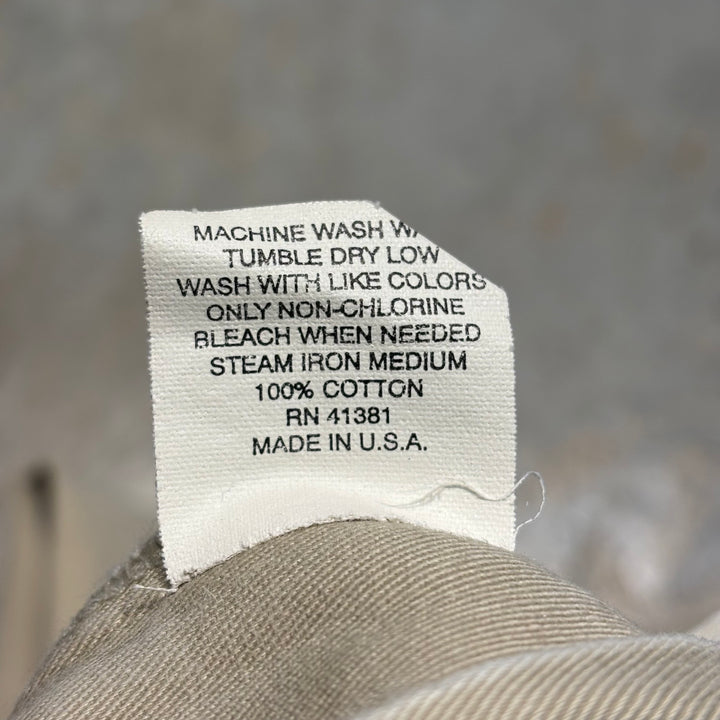 MACHINE WASH
TUMBLE DRY LOW
WASH WITH LIKE COLORS
ONLY NON-CHLORINE
BLEACH WHEN NEEDED
STEAM IRON MEDIUM
100% COTTON
RN 41381
MADE IN U.S.A.